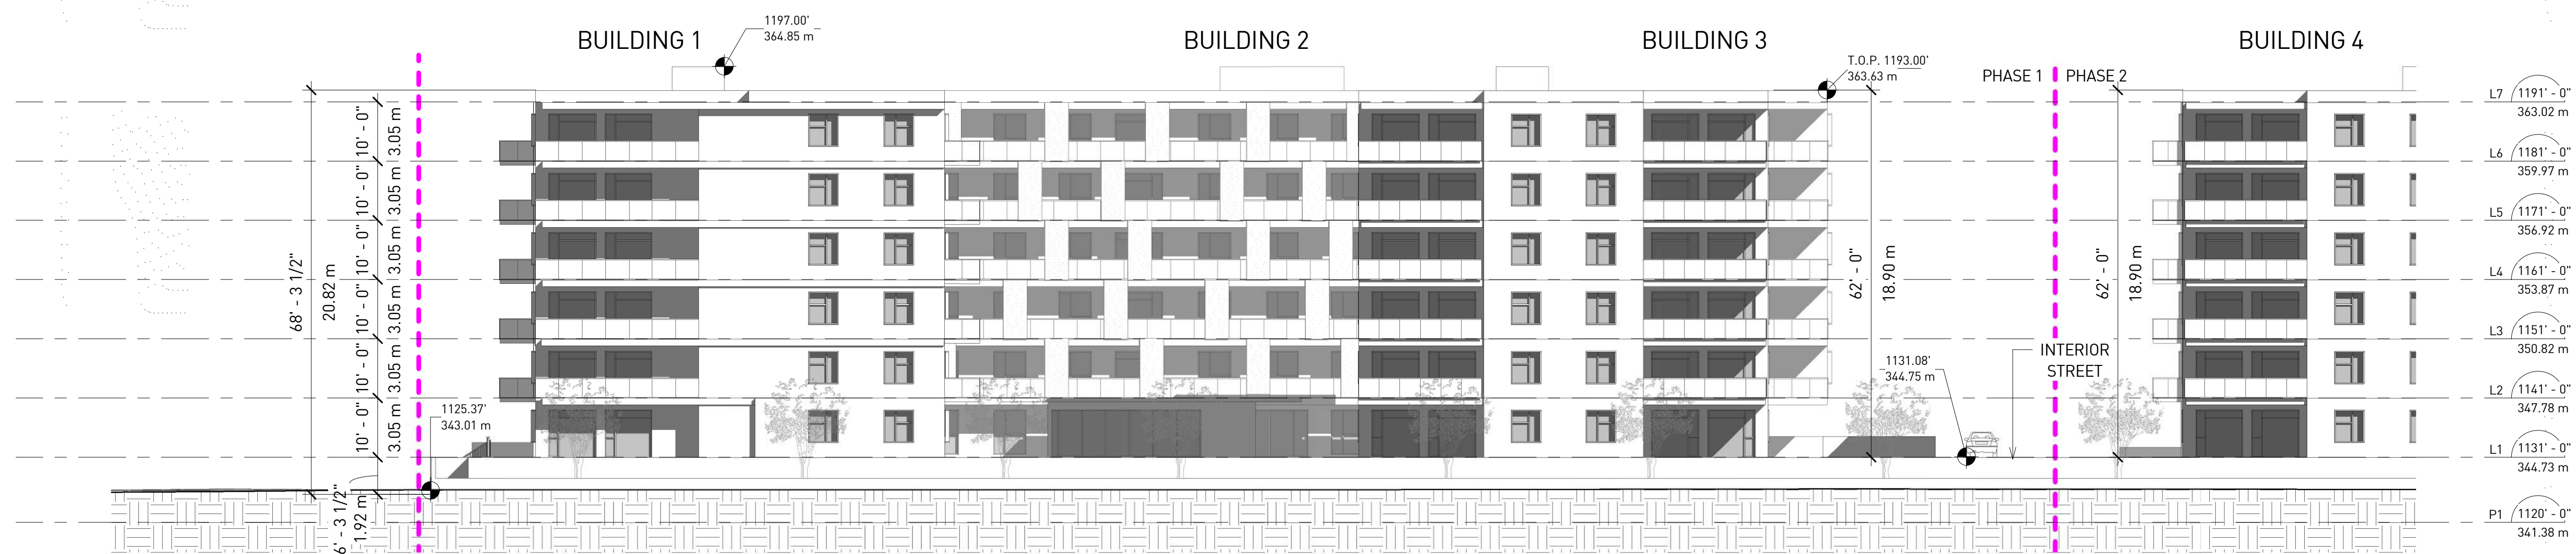 BUILDING 1
BUILDING 2
BUILDING 3
BUILDING 4
1197.00'
364.85 m
T.O.P. 1193.00'
363.63 m
PHASE 1
PHASE 2
10' - 0"
3.05 m
10' - 0"
3.05 m
10' - 0"
3.05 m
10' - 0"
3.05 m
10' - 0"
3.05 m
10' - 0"
3.05 m
68' - 3 1/2"
20.82 m
6' - 3 1/2"
1.92 m
1125.37'
343.01 m
62' - 0"
18.90 m
1131.08'
344.75 m
INTERIOR
STREET
62' - 0"
18.90 m
L7 1191' - 0"
363.02 m
L6 1181' - 0"
359.97 m
L5 1171' - 0"
356.92 m
L4 1161' - 0"
353.87 m
L3 1151' - 0"
350.82 m
L2 1141' - 0"
347.78 m
L1 1131' - 0"
344.73 m
P1 1120' - 0"
341.38 m